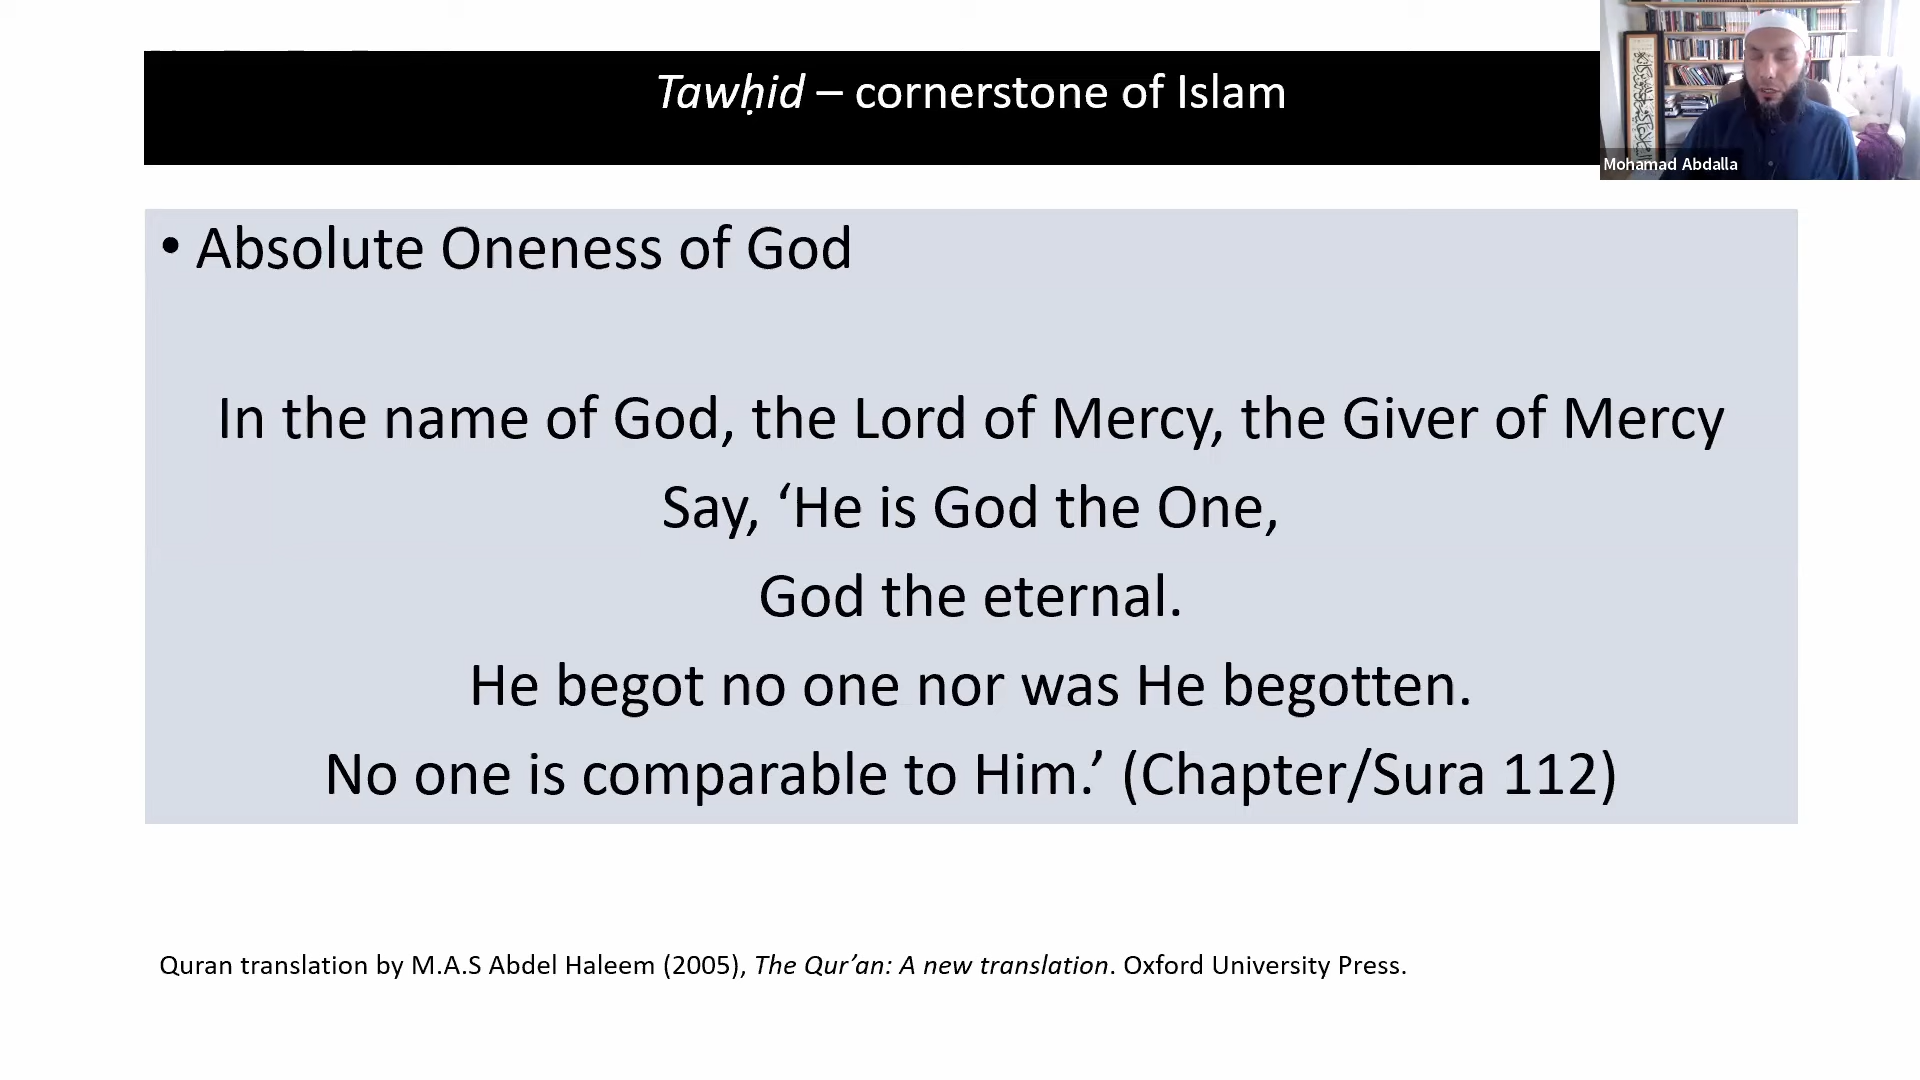 Tawḥid – cornerstone of Islam
Mohamad Abdalla
• Absolute Oneness of God
In the name of God, the Lord of Mercy, the Giver of Mercy
Say, ‘He is God the One,
God the eternal.
He begot no one nor was He begotten.
No one is comparable to Him.’ (Chapter/Sura 112)
Quran translation by M.A.S Abdel Haleem (2005), The Qur’an: A new translation. Oxford University Press.